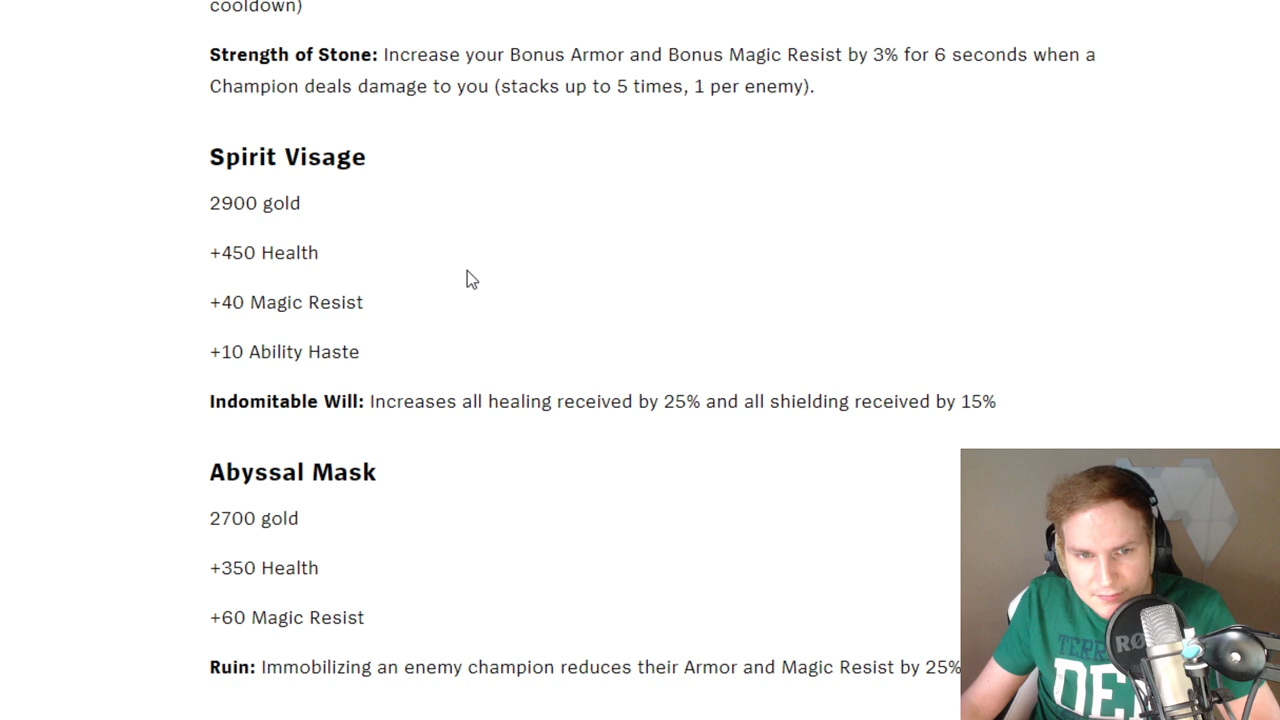 cooldown)
Strength of Stone: Increase your Bonus Armor and Bonus Magic Resist by 3% for 6 seconds when a
Champion deals damage to you (stacks up to 5 times, 1 per enemy).
Spirit Visage
2900 gold
+450 Health
+40 Magic Resist
+10 Ability Haste
Indomitable Will: Increases all healing received by 25% and all shielding received by 15%
Abyssal Mask
2700 gold
+350 Health
+60 Magic Resist
Ruin: Immobilizing an enemy champion reduces their Armor and Magic Resist by 25%